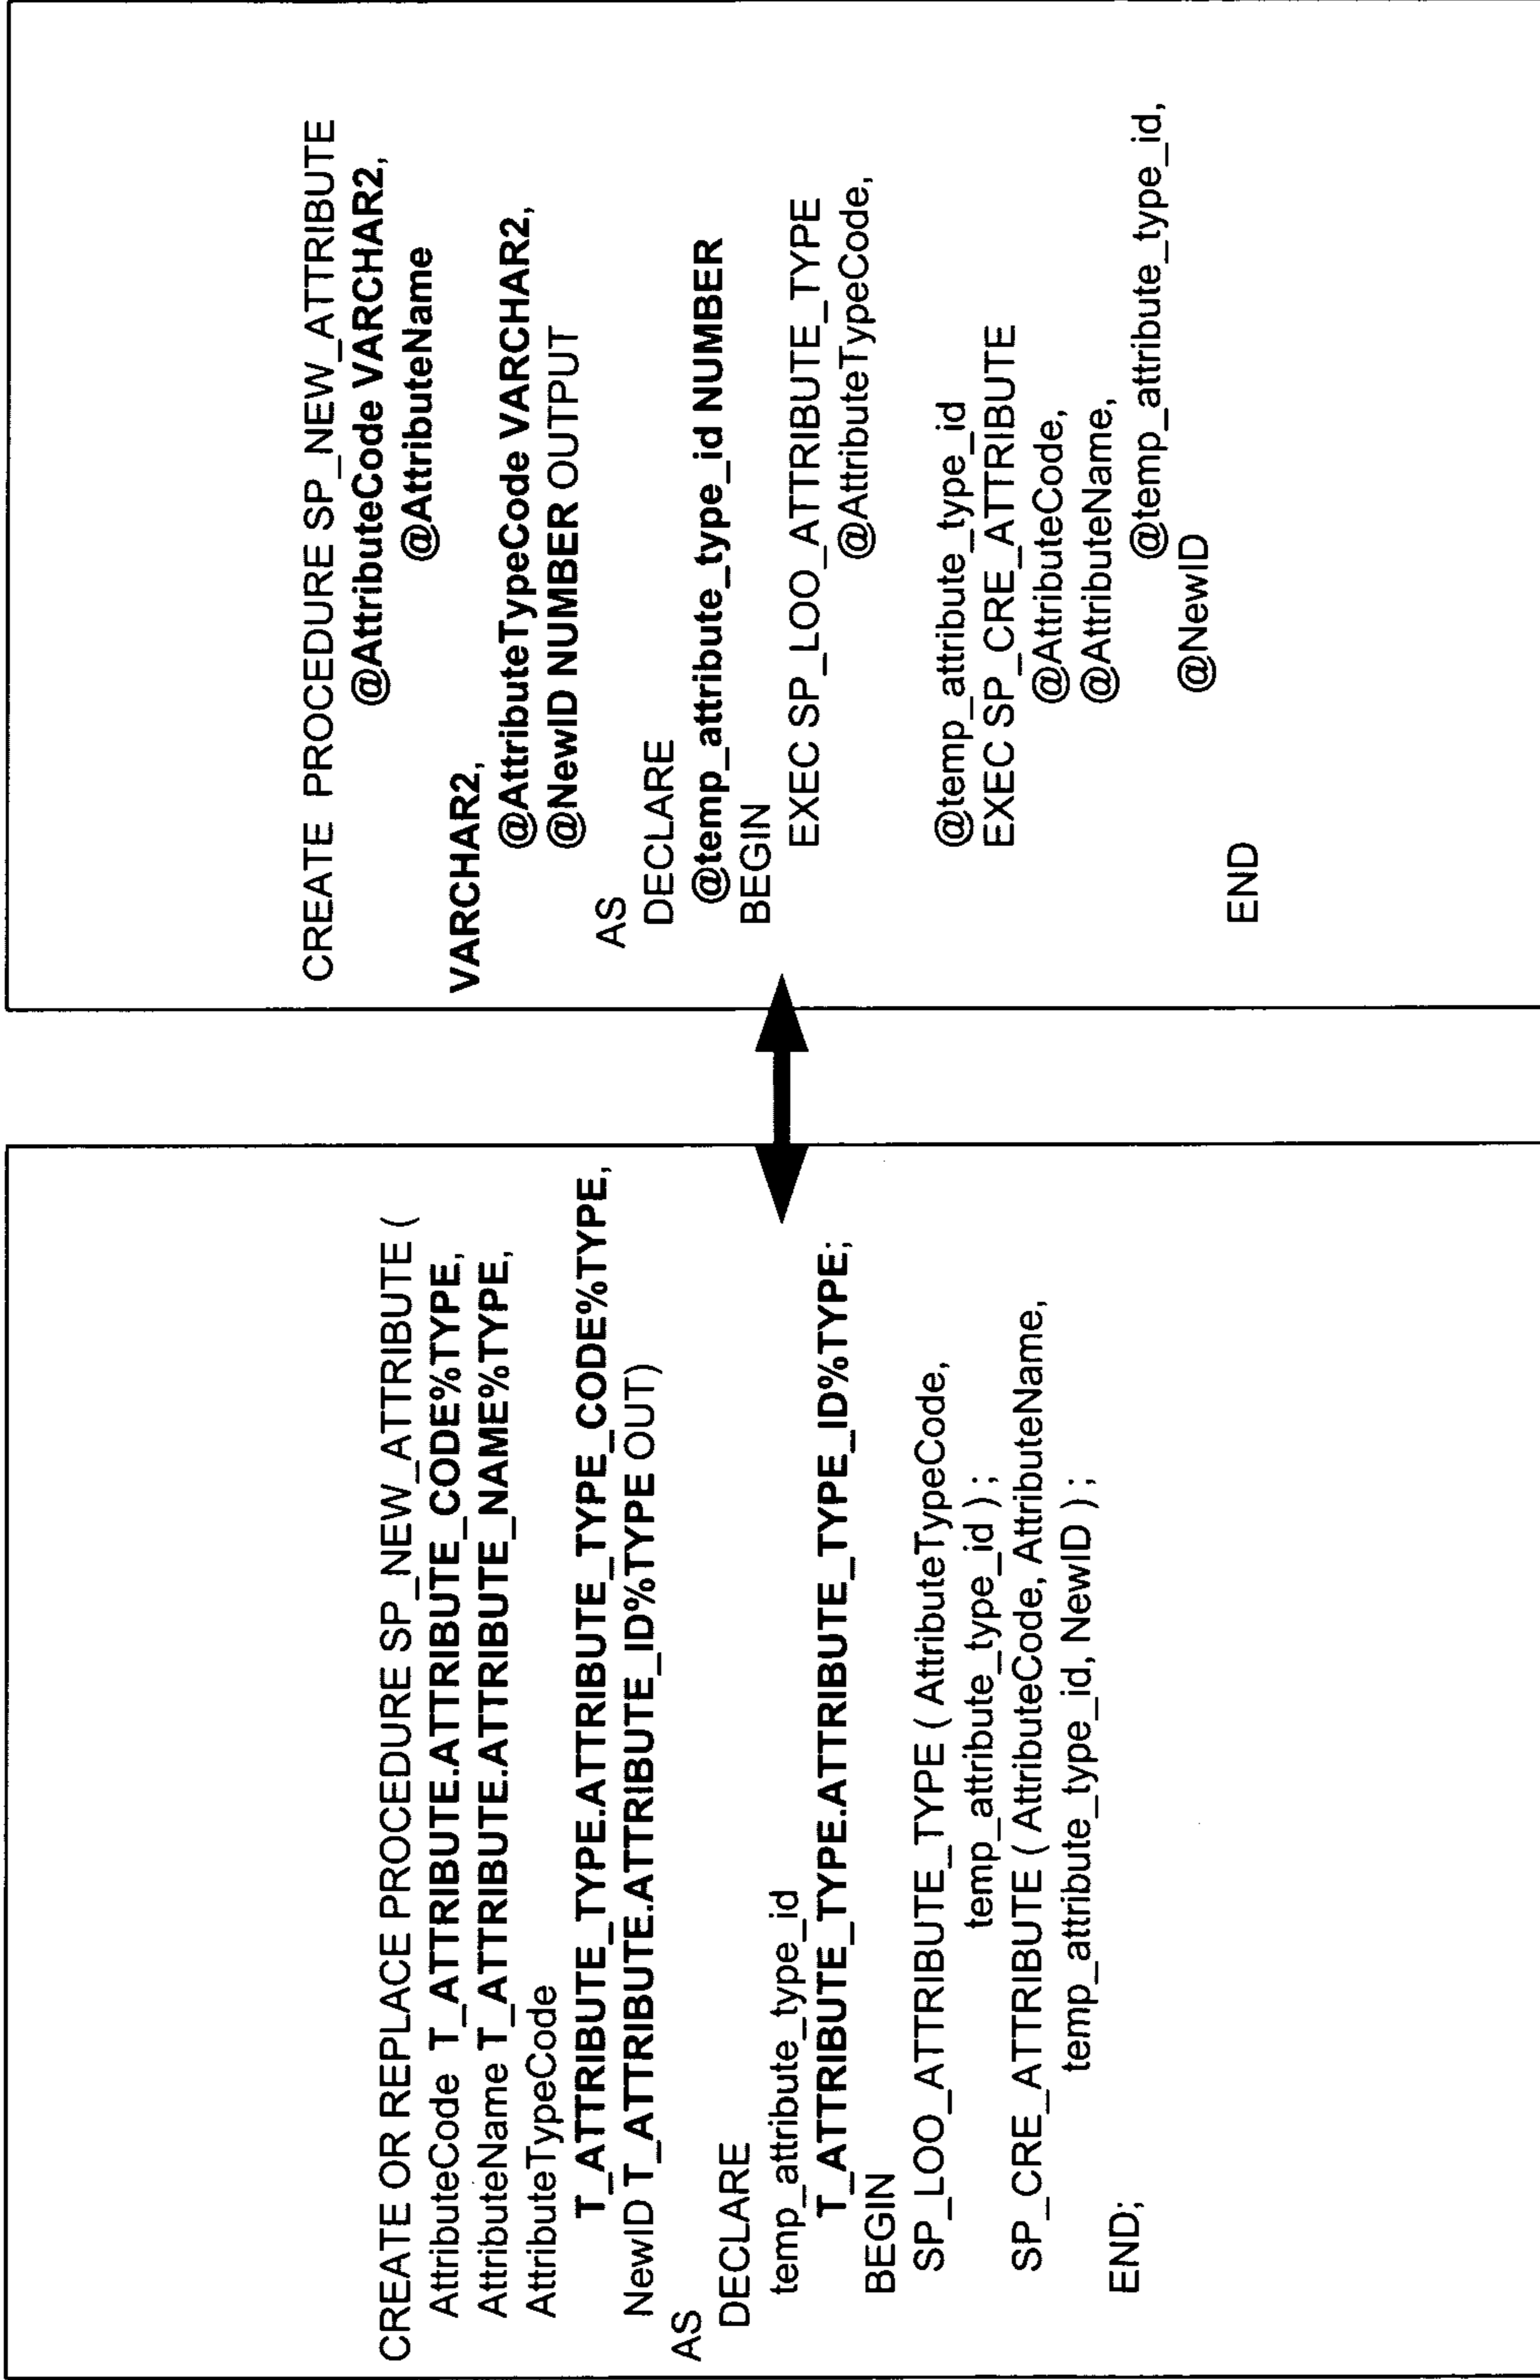 CREATE OR REPLACE PROCEDURE SP_NEW_ATTRIBUTE (
AttributeCode T_ATTRIBUTE.ATTRIBUTE_CODE%TYPE,
AttributeName T_ATTRIBUTE.ATTRIBUTE_NAME%TYPE,
AttributeTypeCode
T_ATTRIBUTE_TYPE.ATTRIBUTE_TYPE_CODE%TYPE,
NewID T_ATTRIBUTE.ATTRIBUTE_ID%TYPE OUT)
AS
DECLARE
temp_attribute_type_id
T_ATTRIBUTE_TYPE.ATTRIBUTE_TYPE_ID%TYPE;
BEGIN
SP_LOO_ATTRIBUTE_TYPE ( AttributeTypeCode,
temp_attribute_type_id ) ;
SP_CRE_ATTRIBUTE ( AttributeCode, AttributeName,
temp_attribute_type_id, NewID ) ;
END;
CREATE PROCEDURE SP_NEW_ATTRIBUTE
@AttributeCode VARCHAR2,
@AttributeName
VARCHAR2,
@AttributeTypeCode VARCHAR2,
@NewID NUMBER OUTPUT
AS
DECLARE
@temp_attribute_type_id NUMBER
BEGIN
EXEC SP_LOO_ATTRIBUTE_TYPE
@AttributeTypeCode,
@temp_attribute_type_id
EXEC SP_CRE_ATTRIBUTE
@AttributeCode,
@AttributeName,
@temp_attribute_type_id,
@NewID
END